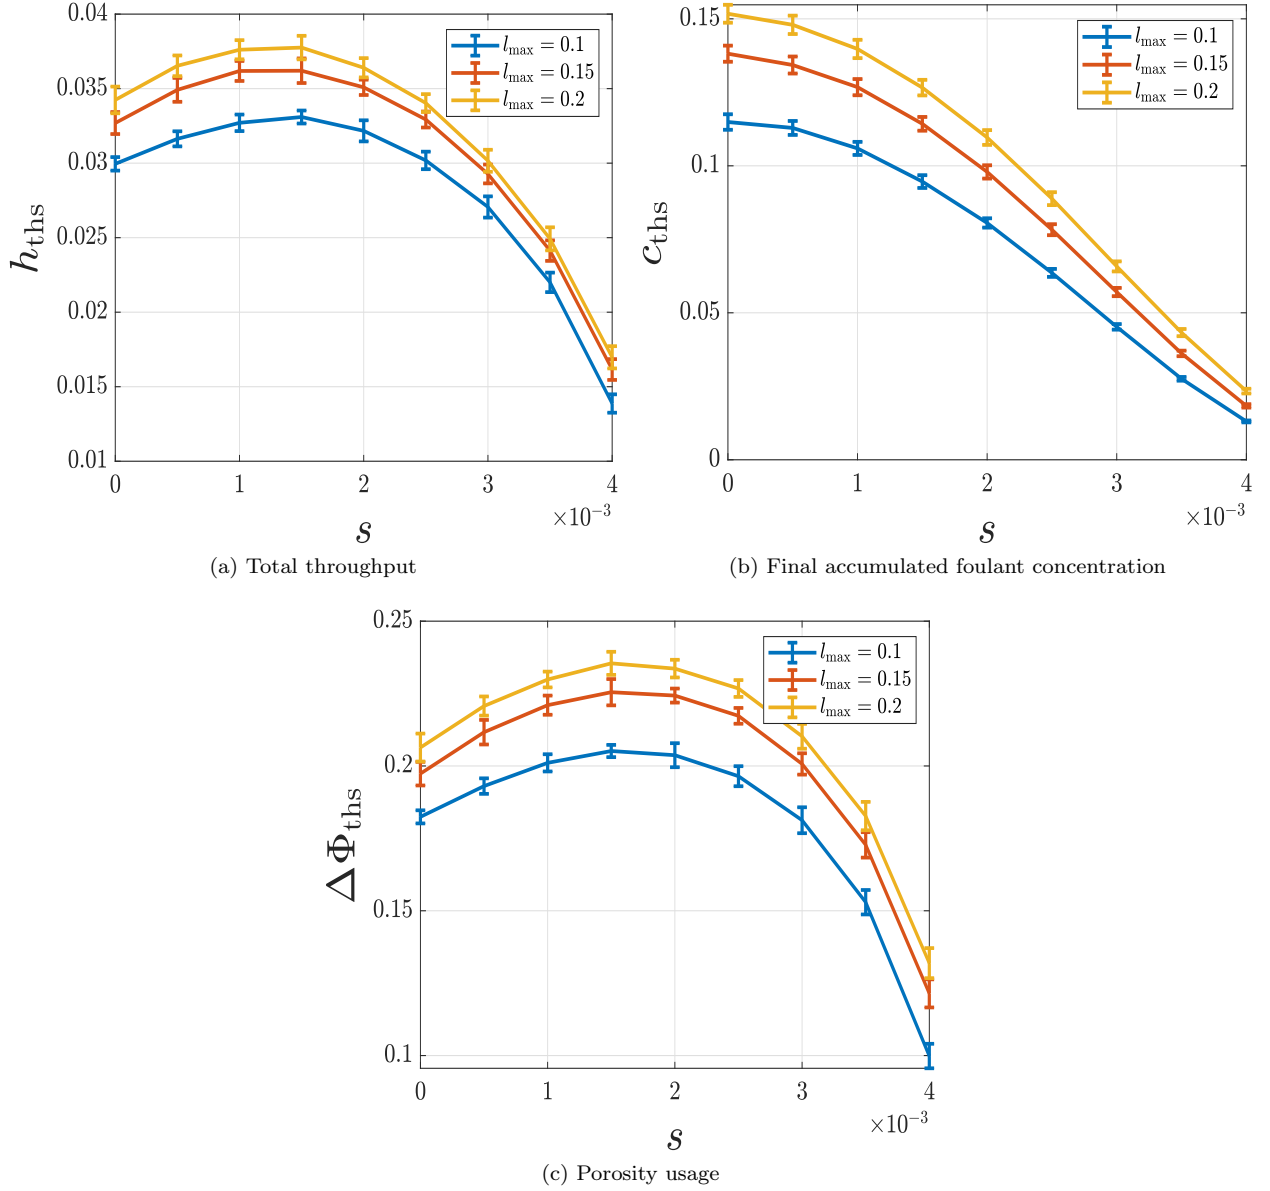 0.04
0.035
0.03
0.025
0.02
0.015
0.01
h_ths
0 1 2 3 4
×10⁻³
s
l_max = 0.1
l_max = 0.15
l_max = 0.2
(a) Total throughput
0.15
0.1
0.05
0
c_ths
0 1 2 3 4
×10⁻³
s
l_max = 0.1
l_max = 0.15
l_max = 0.2
(b) Final accumulated foulant concentration
0.25
0.2
0.15
0.1
ΔΦ_ths
0 1 2 3 4
×10⁻³
s
l_max = 0.1
l_max = 0.15
l_max = 0.2
(c) Porosity usage